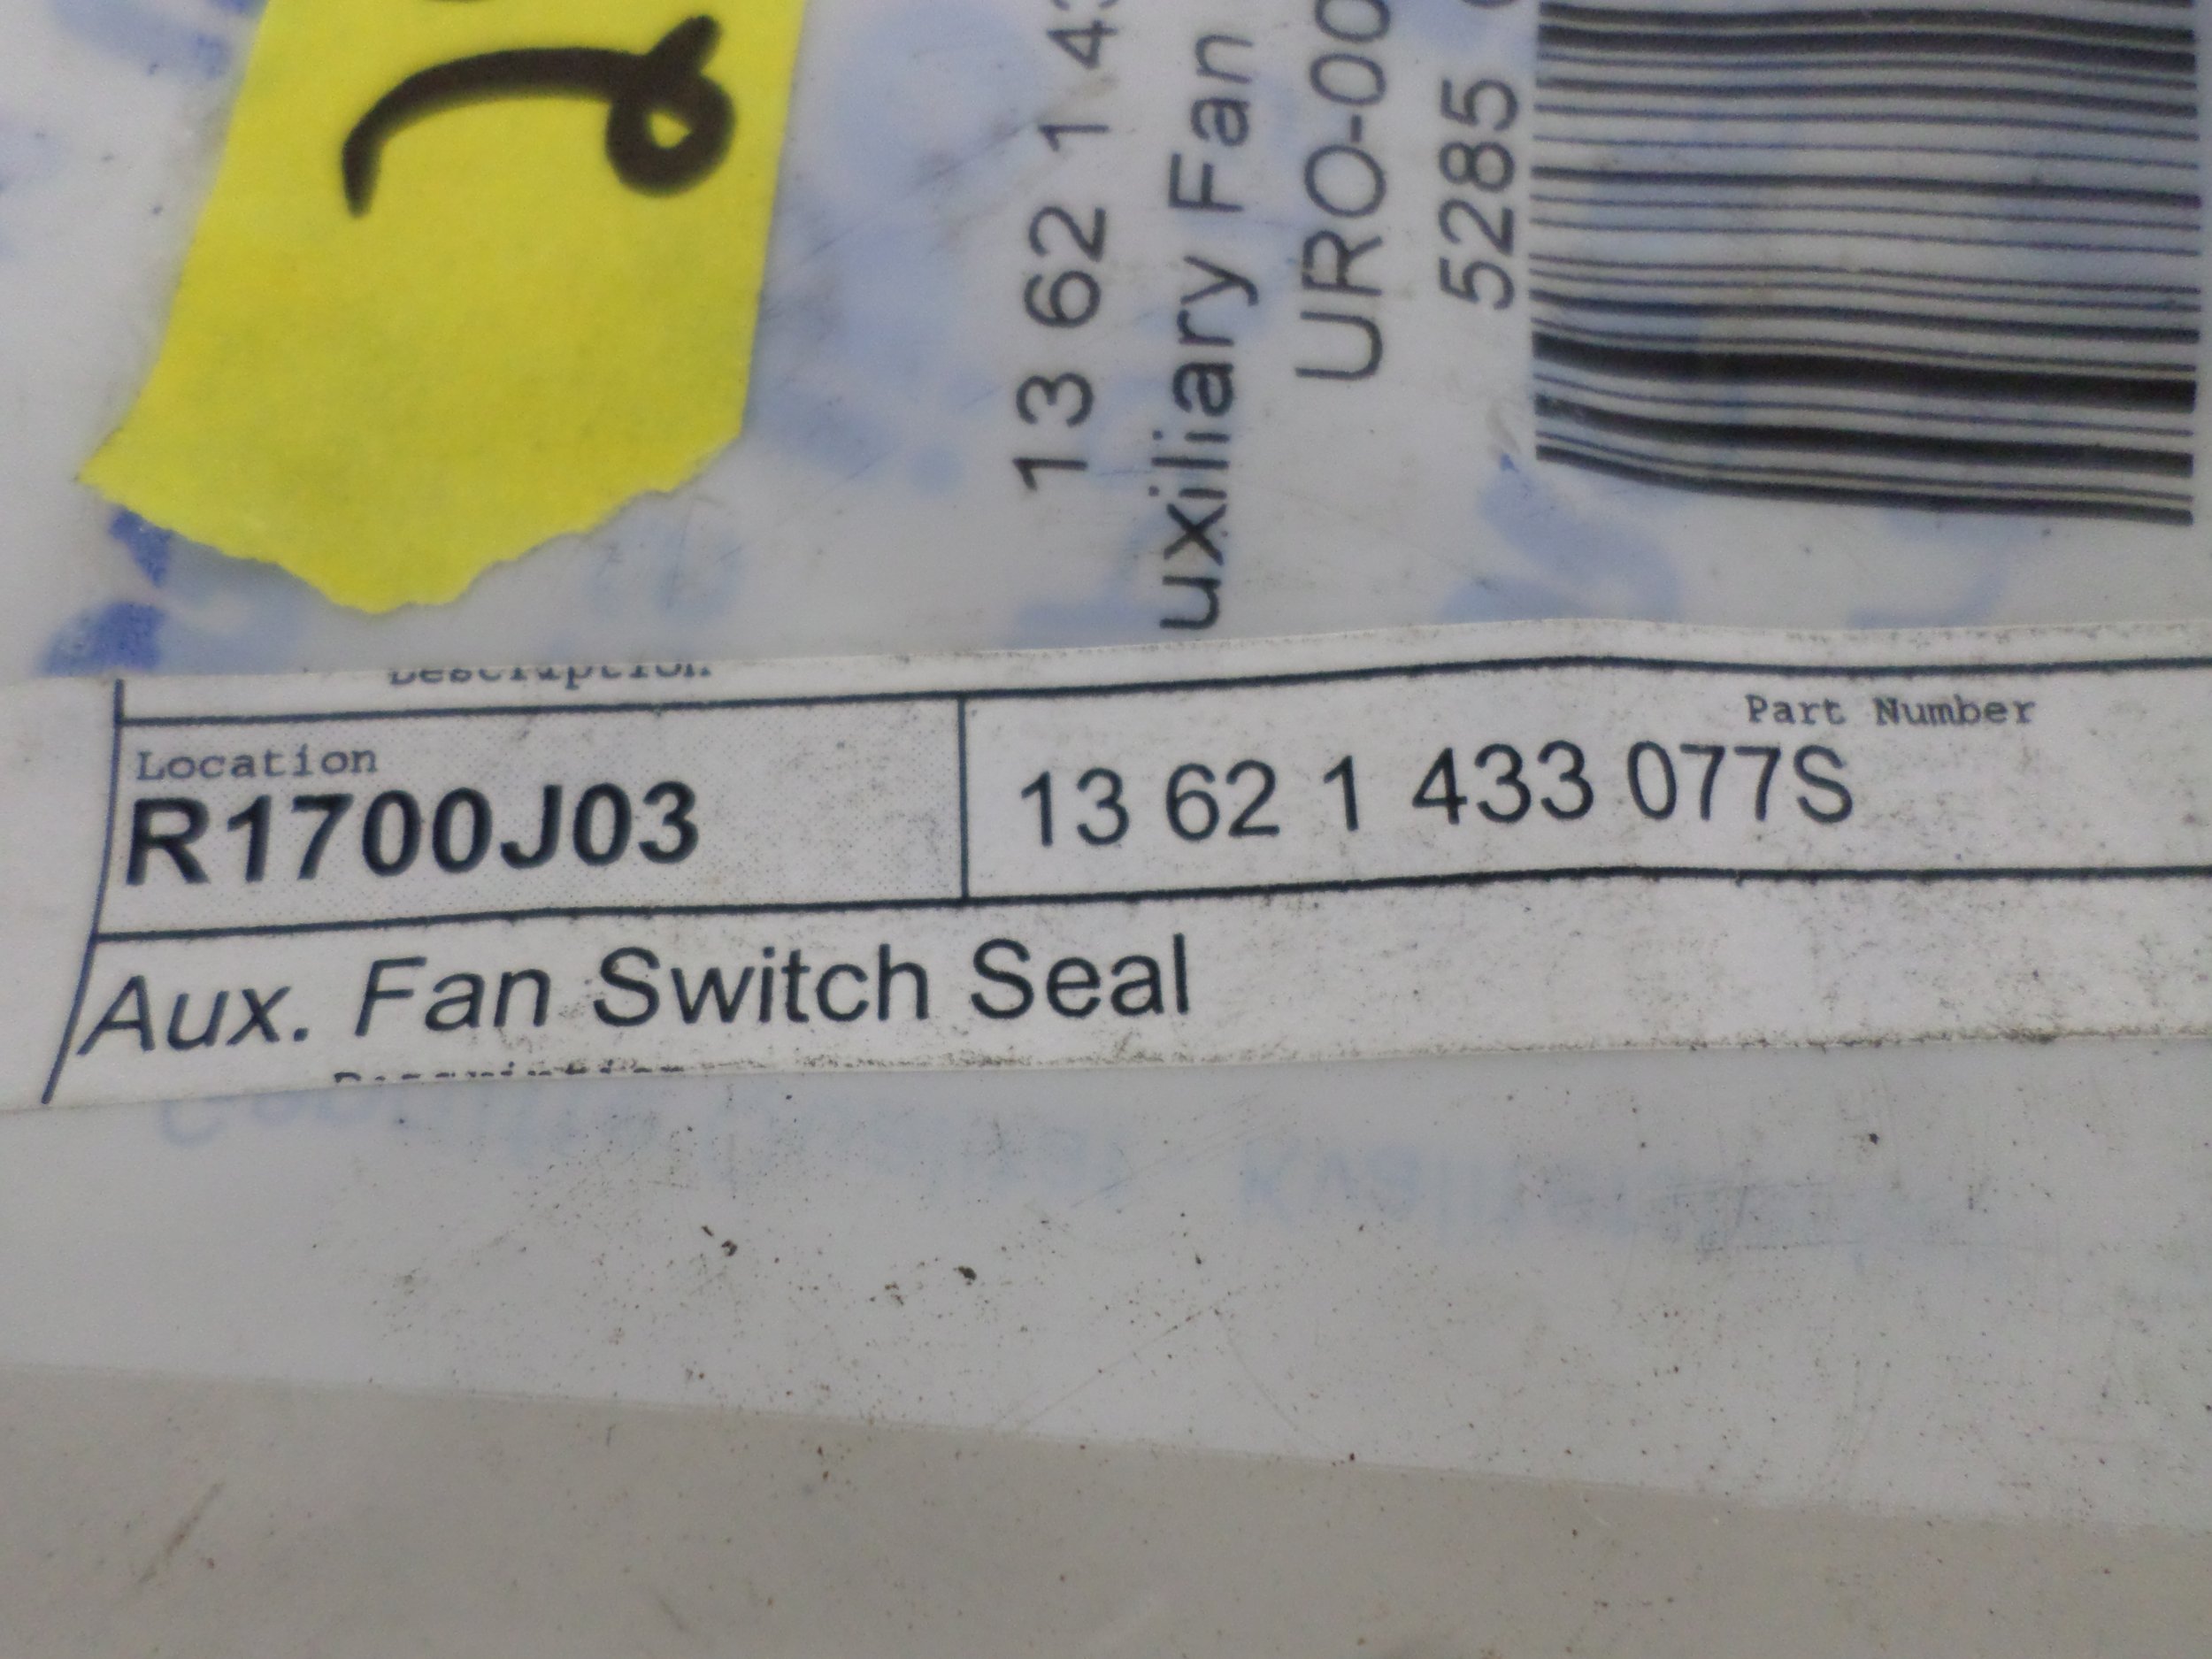 13 62 1 43
uxiliary Fan
URO-00
5285
Description
Location
Part Number
R1700J03
13 62 1 433 077S
Aux. Fan Switch Seal